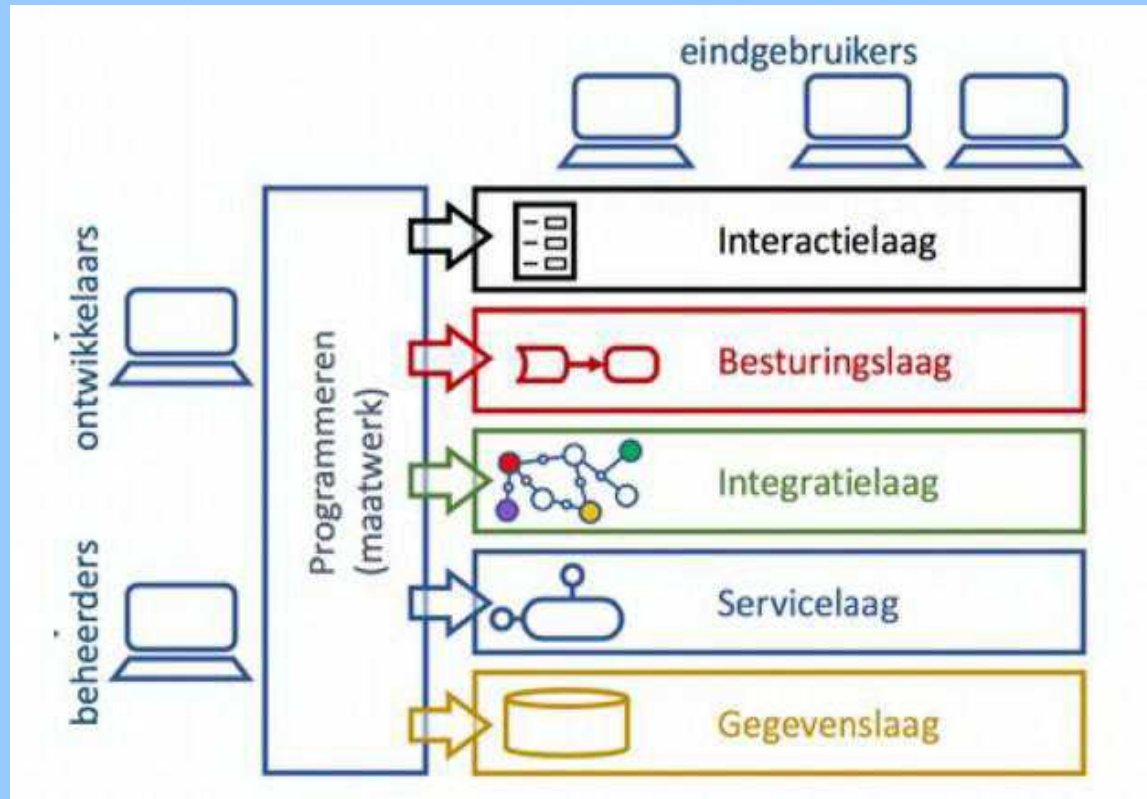 eindgebruikers
ontwikkelaars
beheerders
Programmeren
(maatwerk)
Interactielaag
Besturingslaag
Integratielaag
Servicelaag
Gegevenslaag